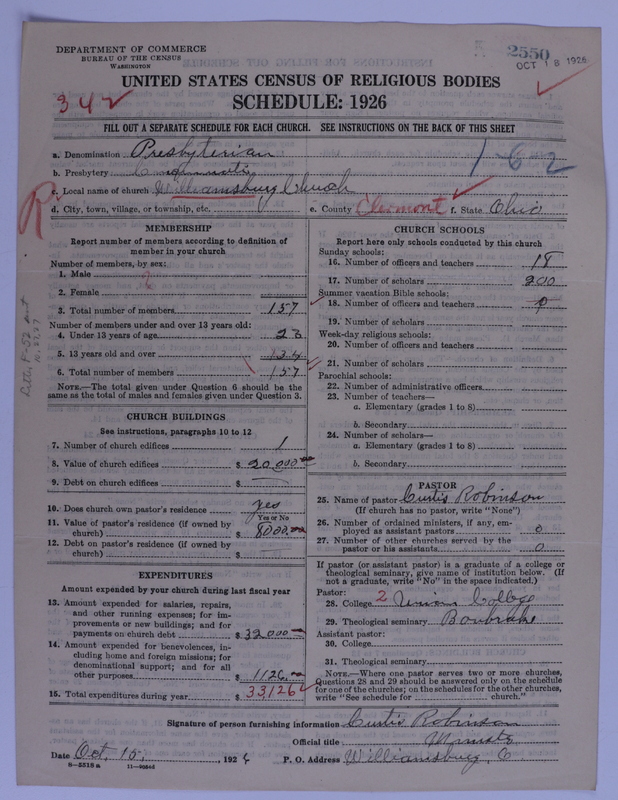 DEPARTMENT OF COMMERCE
BUREAU OF THE CENSUS
WASHINGTON
2550
OCT 18 1926
UNITED STATES CENSUS OF RELIGIOUS BODIES
SCHEDULE: 1926
342
FILL OUT A SEPARATE SCHEDULE FOR EACH CHURCH. SEE INSTRUCTIONS ON THE BACK OF THIS SHEET
a. Denomination Presbyterian
1-62
b. Presbytery Cincinnati
R
c. Local name of church Williamsburg Church
d. City, town, village, or township, etc. e. County Clermont f. State Ohio
MEMBERSHIP
Report number of members according to definition of member in your church
Number of members, by sex:
1. Male
2. Female
3. Total number of members 157
Number of members under and over 13 years old:
4. Under 13 years of age 23
5. 13 years old and over 134
6. Total number of members 157
NOTE.—The total given under Question 6 should be
same as the total of males and females given under Question 3.
CHURCH BUILDINGS
See instructions, paragraphs 10 to 12
7. Number of church edifices 1
8. Value of church edifices $ 20,000
9. Debt on church edifices $
10. Does church own pastor's residence yes
Yes or No
11. Value of pastor's residence (if owned by
church) $ 8000
12. Debt on pastor's residence (if owned by
church) $
EXPENDITURES
Amount expended by your church during last fiscal year
13. Amount expended for salaries, repairs,
and other running expenses; for im-
provements or new buildings; and for
payments on church debt $ 32000
14. Amount expended for benevolences, in-
cluding home and foreign missions; for
denominational support; and for all
other purposes $ 1126
15. Total expenditures during year $ 33,126
CHURCH SCHOOLS
Report here only schools conducted by this church
Sunday schools:
16. Number of officers and teachers 18
17. Number of scholars 200
Summer vacation Bible schools:
18. Number of officers and teachers 0
19. Number of scholars
Week-day religious schools:
20. Number of officers and teachers
21. Number of scholars
Parochial schools:
22. Number of administrative officers
23. Number of teachers—
a. Elementary (grades 1 to 8)
b. Secondary
24. Number of scholars—
a. Elementary (grades 1 to 8)
b. Secondary
PASTOR
25. Name of pastor Curtis Robinson
(If church has no pastor, write "None")
26. Number of ordained ministers, if any, em-
ployed as assistant pastors 0
27. Number of other churches served by the
pastor or his assistants 0
If pastor (or assistant pastor) is a graduate of a college or
theological seminary, give name of institution below. (If
not a graduate, write "No" in the space indicated.)
Pastor:
28. College 2 Union College
29. Theological seminary Bonbrake
Assistant pastor:
30. College
31. Theological seminary
NOTE.—Where one pastor serves two or more churches,
Questions 28 and 29 should be answered only on the schedule
for one of the churches; on the schedules for the other churches,
write "See schedule for church."
Signature of person furnishing information Curtis Robinson
Official title Minister
Date Oct. 15, 1926 P. O. Address Williamsburg, O
8-5318a 11-9056d